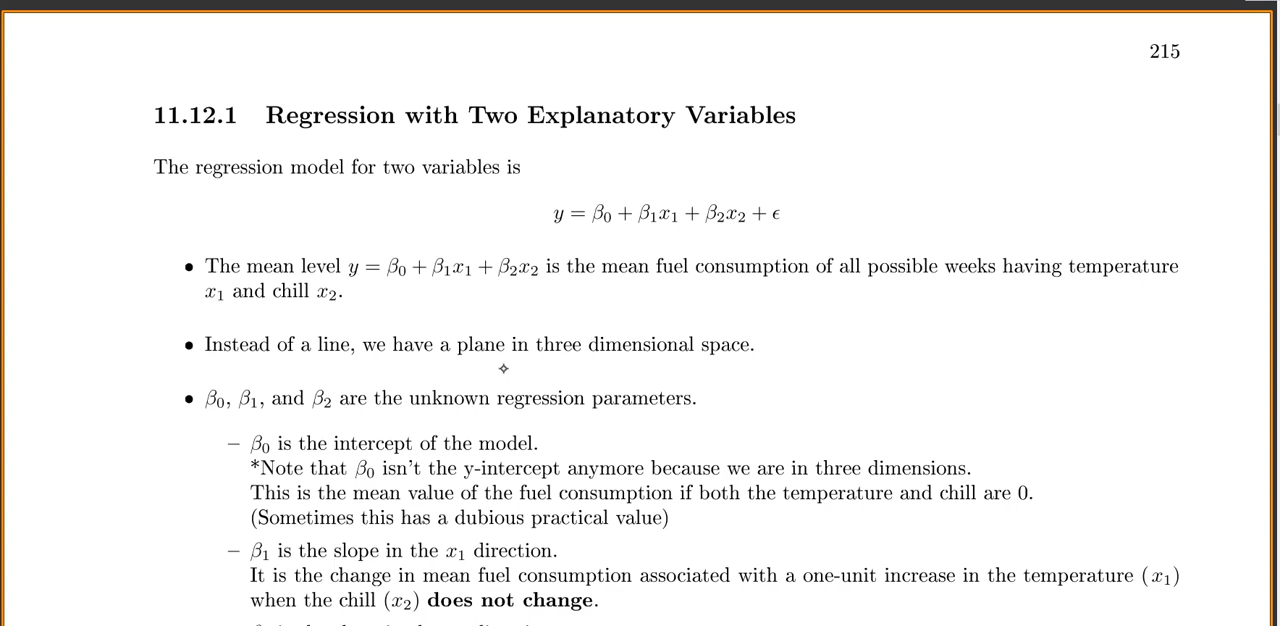 215
11.12.1 Regression with Two Explanatory Variables
The regression model for two variables is
y = β₀ + β₁x₁ + β₂x₂ + ϵ
• The mean level y = β₀ + β₁x₁ + β₂x₂ is the mean fuel consumption of all possible weeks having temperature
x₁ and chill x₂.
• Instead of a line, we have a plane in three dimensional space.
• β₀, β₁, and β₂ are the unknown regression parameters.
– β₀ is the intercept of the model.
*Note that β₀ isn't the y-intercept anymore because we are in three dimensions.
This is the mean value of the fuel consumption if both the temperature and chill are 0.
(Sometimes this has a dubious practical value)
– β₁ is the slope in the x₁ direction.
It is the change in mean fuel consumption associated with a one-unit increase in the temperature (x₁)
when the chill (x₂) does not change.